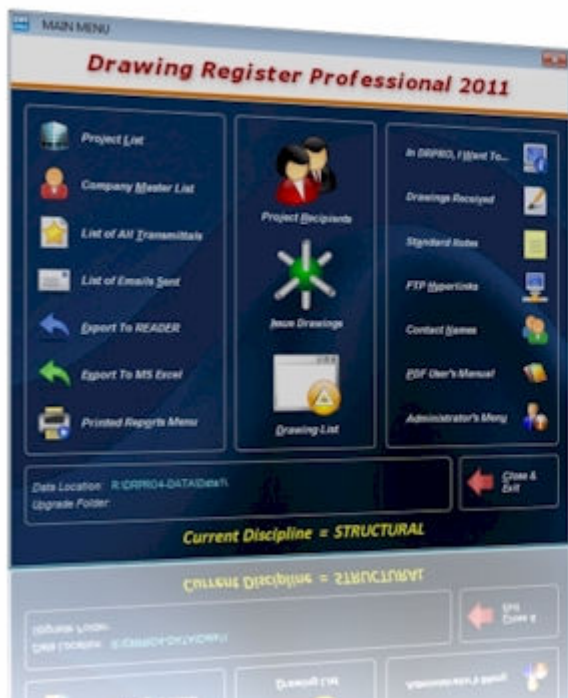 MAIN MENU
Drawing Register Professional 2011
Project List
Company Master List
List of All Transmittals
List of Emails Sent
Export To READER
Export To MS Excel
Printed Reports Menu
Project Recipients
Issue Drawings
Drawing List
In DRPRO, I Want To...
Drawings Received
Standard Notes
FTP Hyperlinks
Contact Names
PDF User's Manual
Administrator's Menu
Data Location: R:\DRPRO4-DATA\Data1\
Upgrade Folder:
Close &
Exit
Current Discipline = STRUCTURAL